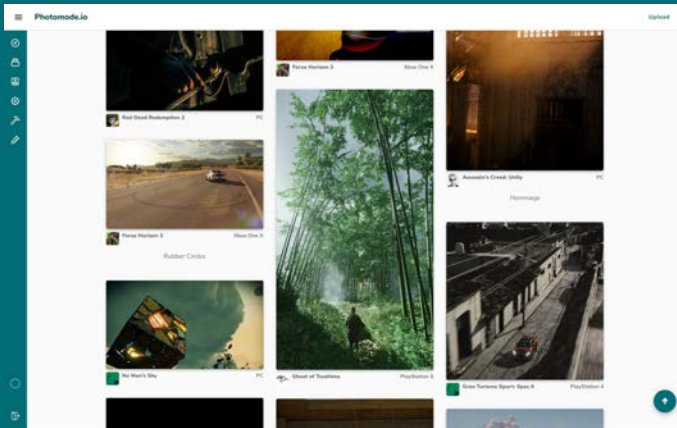 Photomode.io
Upload
Red Dead Redemption 2
PC
Forza Horizon 3
Xbox One X
Rubber Circles
No Man's Sky
PC
Forza Horizon 3
Xbox One X
Ghost of Tsushima
PlayStation 5
Assassin's Creed: Unity
PC
Hommage
Gran Turismo Sport: Spec II
PlayStation 4